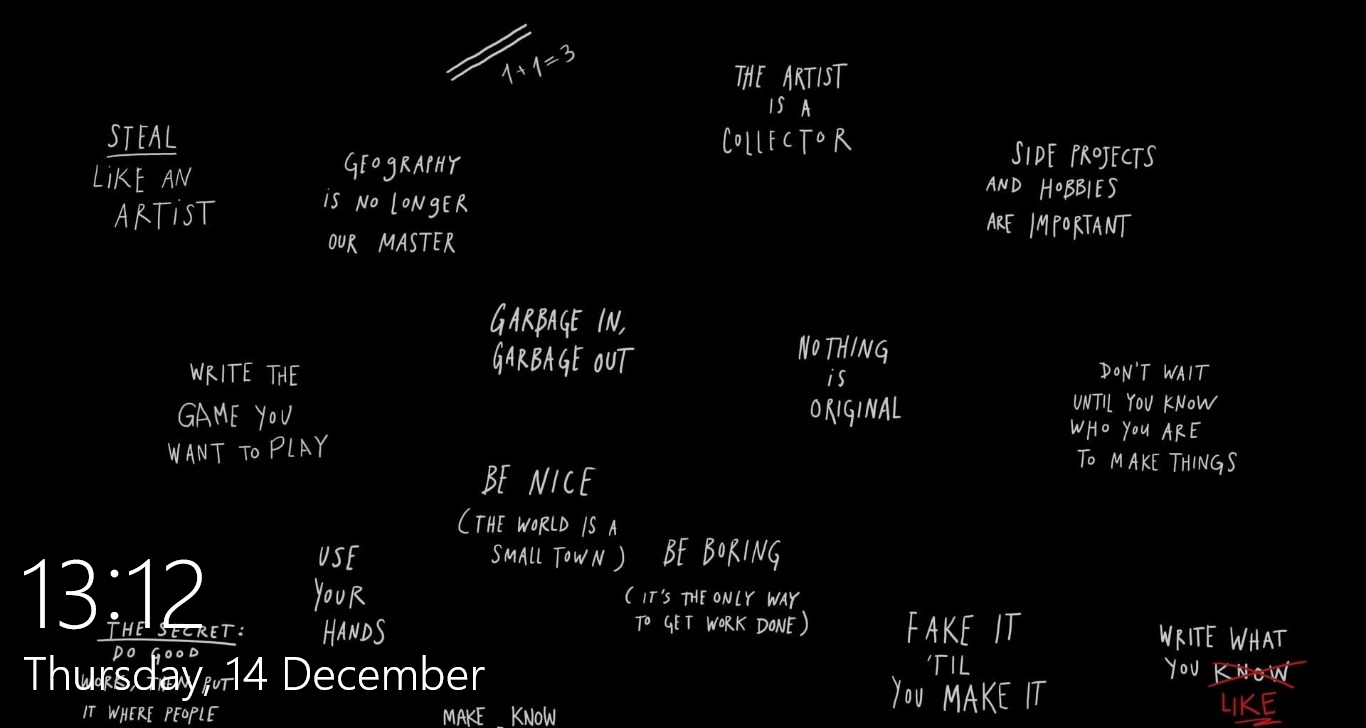 1+1=3
THE ARTIST
IS A
COLLECTOR
STEAL
LIKE AN
ARTIST
GEOGRAPHY
IS NO LONGER
OUR MASTER
SIDE PROJECTS
AND HOBBIES
ARE IMPORTANT
GARBAGE IN,
GARBAGE OUT
NOTHING
IS
ORIGINAL
WRITE THE
GAME YOU
WANT TO PLAY
DON'T WAIT
UNTIL YOU KNOW
WHO YOU ARE
TO MAKE THINGS
BE NICE
(THE WORLD IS A
SMALL TOWN)
BE BORING
(IT'S THE ONLY WAY
TO GET WORK DONE)
USE
YOUR
HANDS
13:12
THE SECRET:
DO GOOD
WORK, THEN PUT
IT WHERE PEOPLE
Thursday, 14 December
FAKE IT
'TIL
YOU MAKE IT
WRITE WHAT
YOU KNOW
LIKE
MAKE KNOW